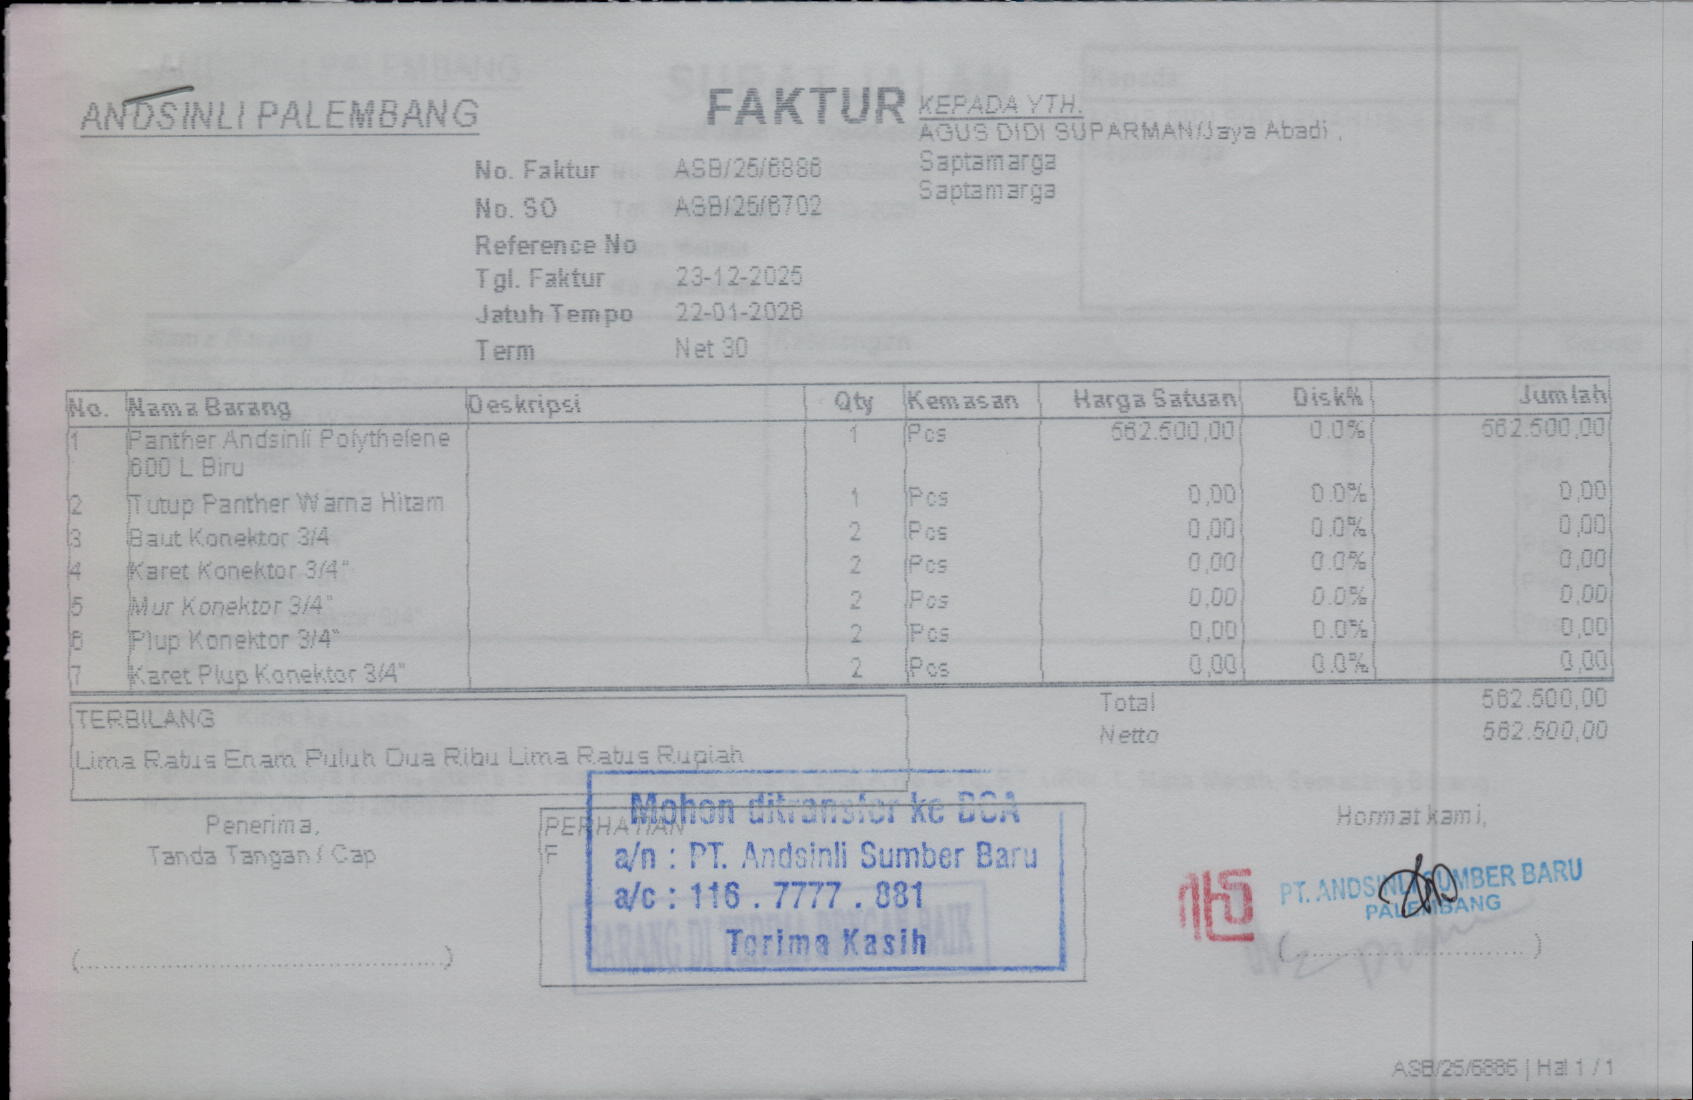 ANDSINLI PALEMBANG
FAKTUR
KEPADA YTH.
AGUS DIDI SUPARMAN/Jaya Abadi ,
Saptamarga
Saptamarga
No. Faktur ASB/25/6886
No. SO ASB/25/6702
Reference No
Tgl. Faktur 23-12-2025
Jatuh Tempo 22-01-2026
Term Net 30
No. Nama Barang Deskripsi Qty Kemasan Harga Satuan Disk% Jumlah
1 Panther Andsinli Polythelene 1 Pcs 562.500,00 0.0% 562.500,00
600 L Biru
2 Tutup Panther Warna Hitam 1 Pcs 0,00 0.0% 0,00
3 Baut Konektor 3/4 2 Pcs 0,00 0.0% 0,00
4 Karet Konektor 3/4" 2 Pcs 0,00 0.0% 0,00
5 Mur Konektor 3/4" 2 Pcs 0,00 0.0% 0,00
6 Plup Konektor 3/4" 2 Pcs 0,00 0.0% 0,00
7 Karet Plup Konektor 3/4" 2 Pcs 0,00 0.0% 0,00
Total 562.500,00
Netto 562.500,00
TERBILANG
Lima Ratus Enam Puluh Dua Ribu Lima Ratus Rupiah
Penerima,
Tanda Tangan / Cap
PERHATIAN
F
Mohon ditransfer ke BCA
a/n : PT. Andsinli Sumber Baru
a/c : 116 . 7777 . 881
Terima Kasih
BARANG DI TERIMA DENGAN BAIK
Hormat kami,
PT. ANDSINLI SUMBER BARU
PALEMBANG
(....................) (....................)
ASB/25/6886 | Hal 1 / 1